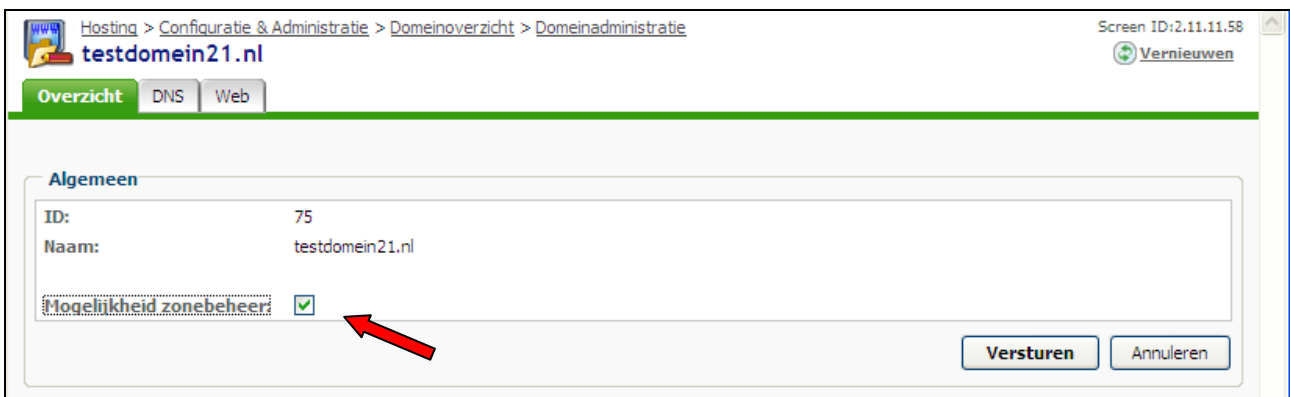 Hosting > Configuratie & Administratie > Domeinoverzicht > Domeinadministratie
Screen ID:2.11.11.58
www
testdomein21.nl
Vernieuwen
Overzicht DNS Web
Algemeen
ID: 75
Naam: testdomein21.nl
Mogelijkheid zonebeheer:
Versturen Annuleren